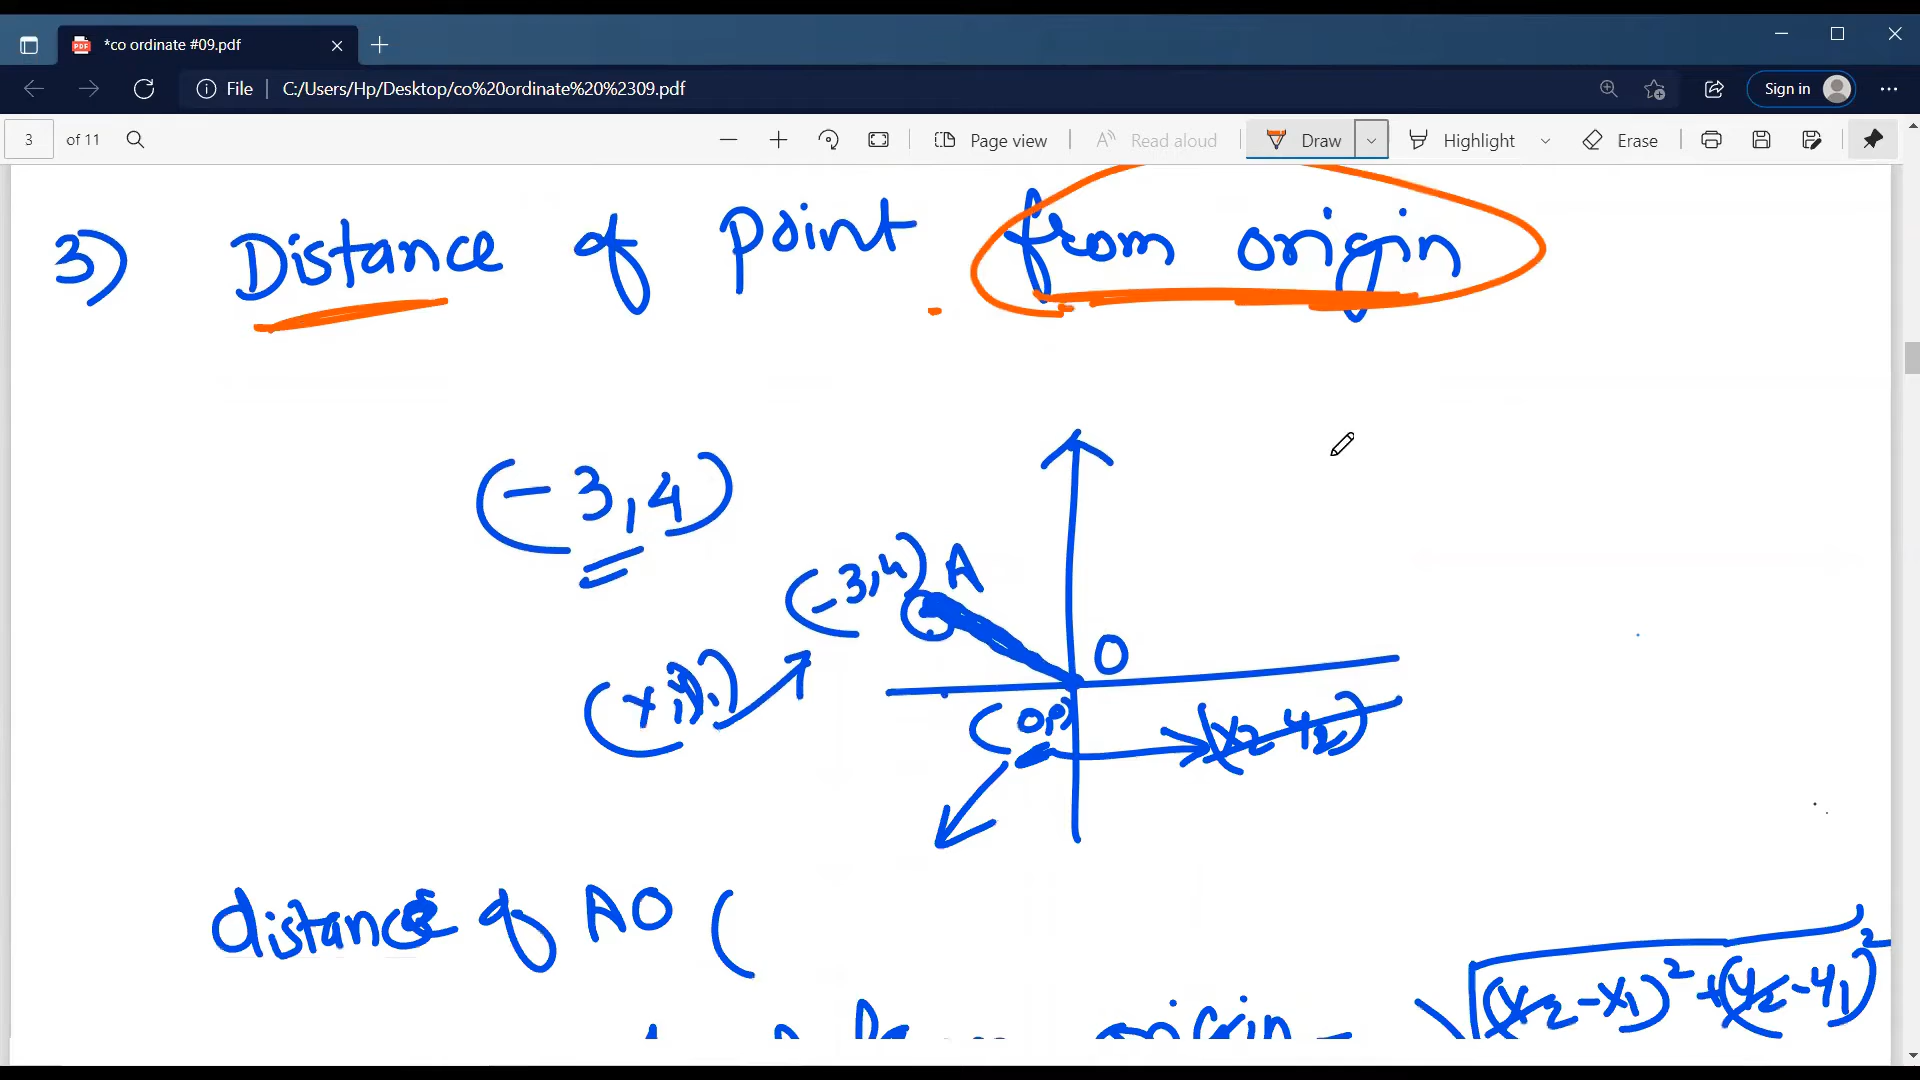 *co ordinate #09.pdf
File | C:/Users/Hp/Desktop/co%20ordinate%20%2309.pdf
Sign in
3 of 11
Page view
Read aloud
Draw
Highlight
Erase
3) Distance of point from origin
(-3,4)
(-3,4) A
O
(x1,y1)
(0,0)
(x2 y2)
distance of AO (
origin =
√(x2-x1)²+(y2-y1)²